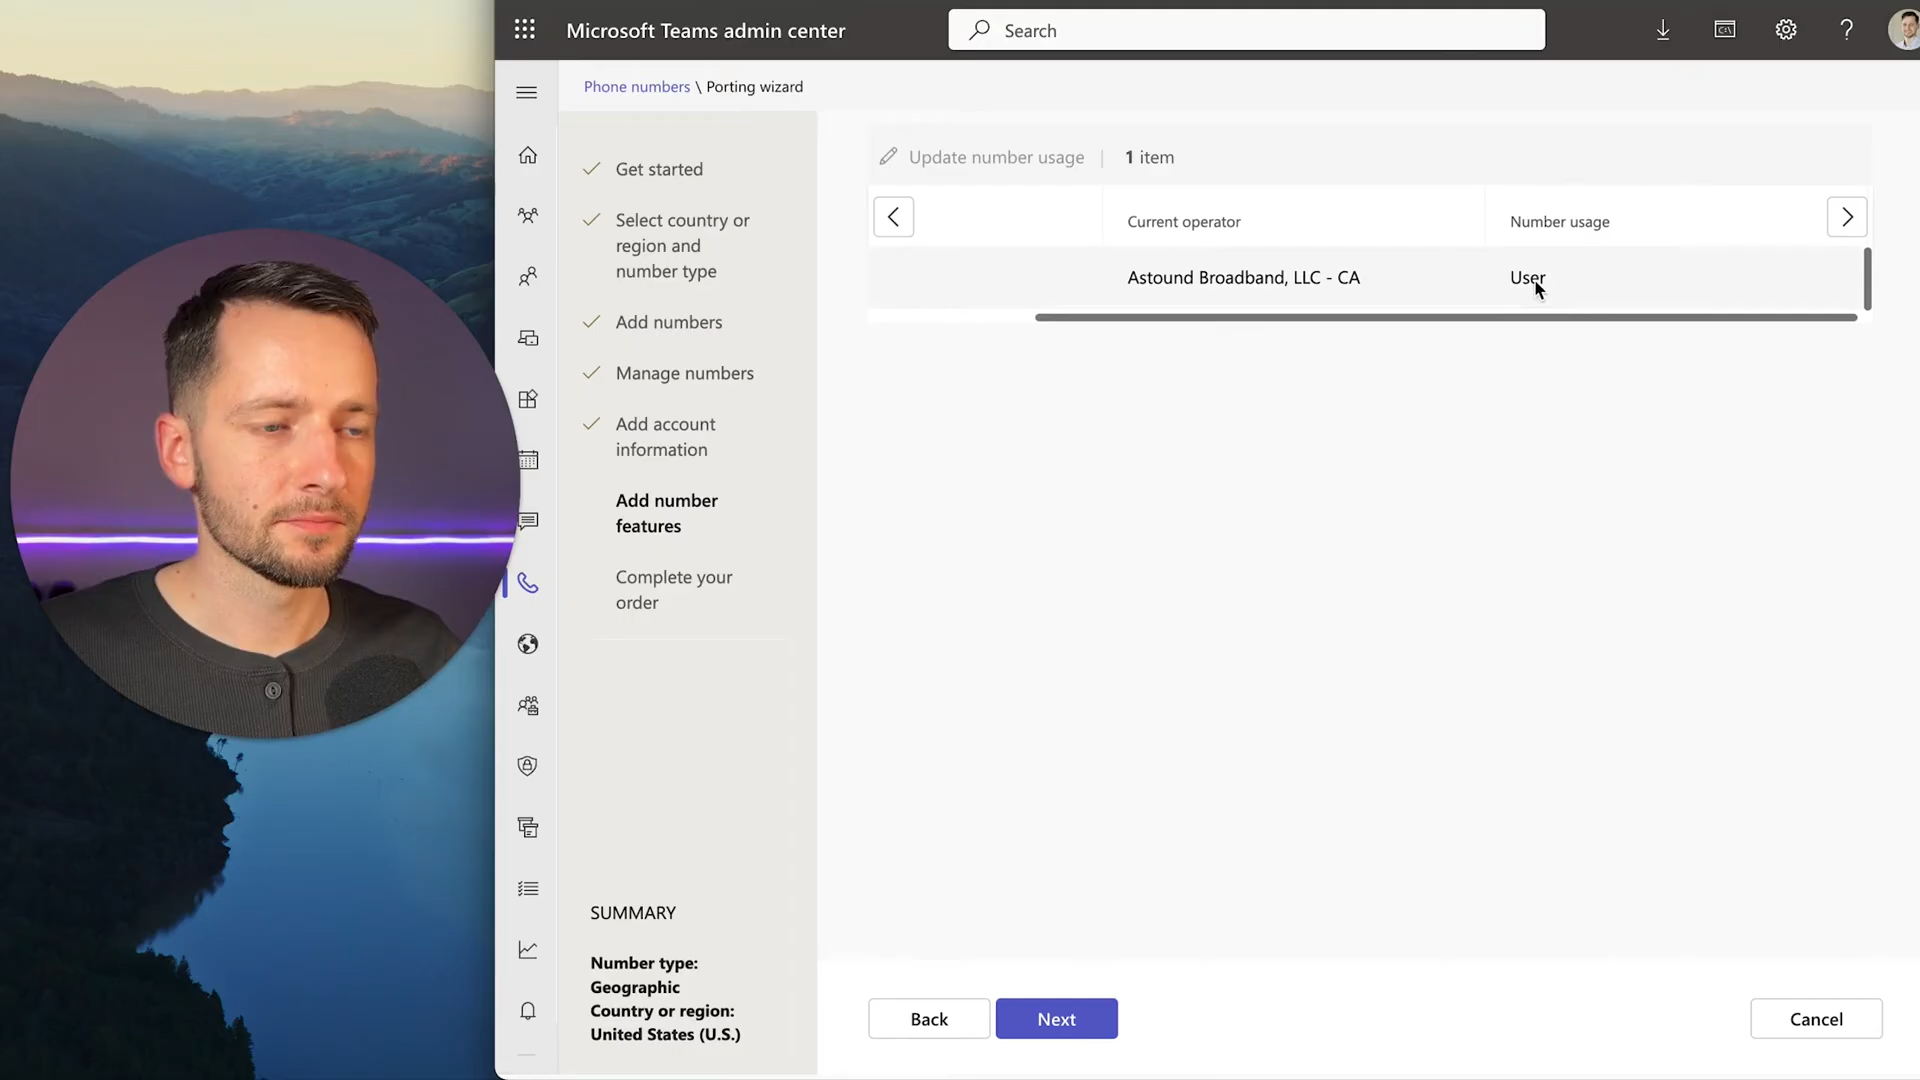 Microsoft Teams admin center
Search
Phone numbers \ Porting wizard
Get started
Select country or
region and
number type
Add numbers
Manage numbers
Add account
information
Add number
features
Complete your
order
SUMMARY
Number type:
Geographic
Country or region:
United States (U.S.)
Update number usage
1 item
Current operator
Number usage
Astound Broadband, LLC - CA
User
Back
Next
Cancel